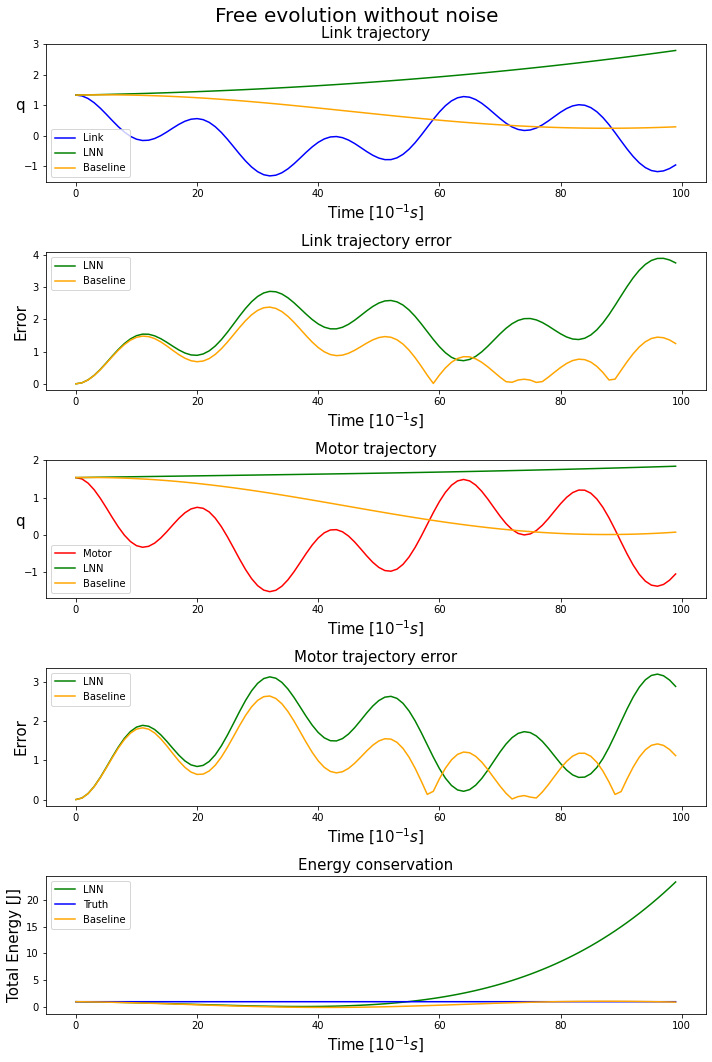 Free evolution without noise
Link trajectory
3
2
1
0
−1
q
Link
LNN
Baseline
0 20 40 60 80 100
Time [10⁻¹s]
Link trajectory error
4
3
2
1
0
Error
LNN
Baseline
0 20 40 60 80 100
Time [10⁻¹s]
Motor trajectory
2
1
0
−1
q
Motor
LNN
Baseline
0 20 40 60 80 100
Time [10⁻¹s]
Motor trajectory error
3
2
1
0
Error
LNN
Baseline
0 20 40 60 80 100
Time [10⁻¹s]
Energy conservation
20
15
10
5
0
Total Energy [J]
LNN
Truth
Baseline
0 20 40 60 80 100
Time [10⁻¹s]